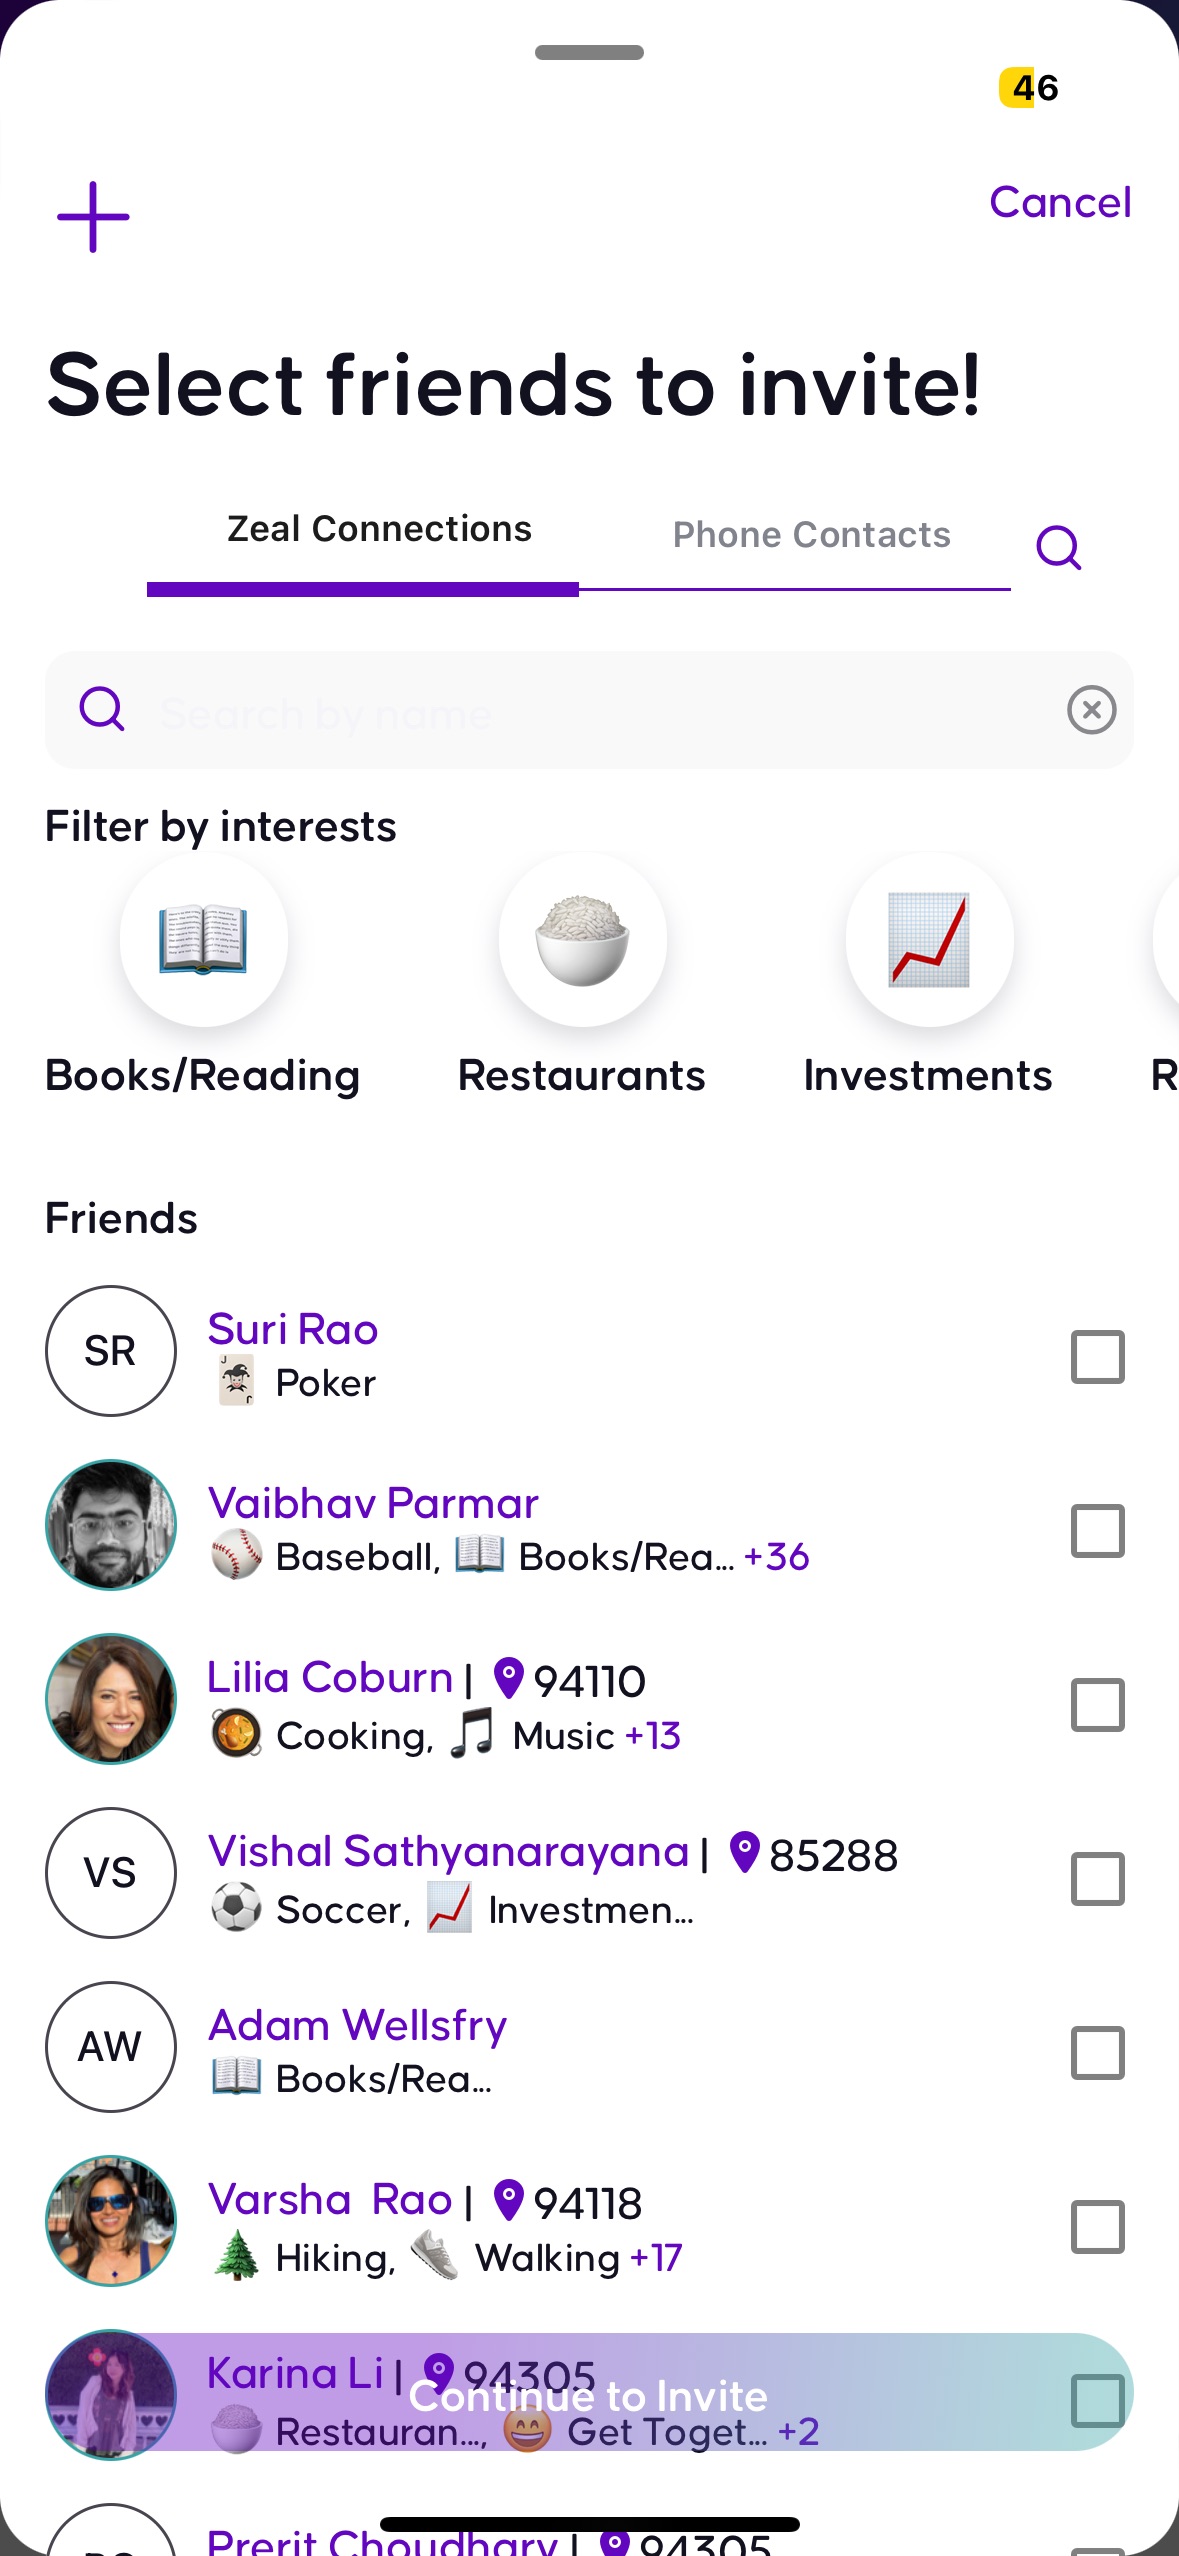 46
Cancel
Select friends to invite!
Zeal Connections
Phone Contacts
Search by name
Filter by interests
Books/Reading
Restaurants
Investments
R
Friends
SR
Suri Rao
Poker
Vaibhav Parmar
Baseball, Books/Rea... +36
Lilia Coburn | 94110
Cooking, Music +13
VS
Vishal Sathyanarayana | 85288
Soccer, Investmen...
AW
Adam Wellsfry
Books/Rea...
Varsha Rao | 94118
Hiking, Walking +17
Karina Li | 94305
Continue to Invite
Restauran..., Get Toget... +2
Prerit Choudhary | 94305